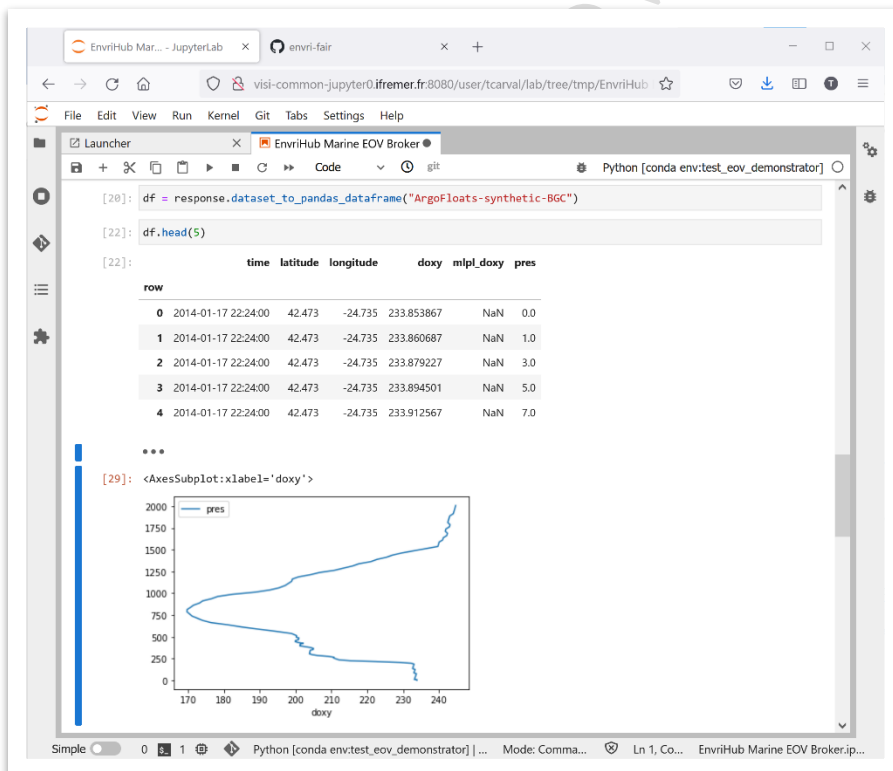 EnvriHub Mar... - JupyterLab × envri-fair × +
visi-common-jupyter0.ifremer.fr:8080/user/tcarval/lab/tree/tmp/EnvriHub
File Edit View Run Kernel Git Tabs Settings Help
Launcher × EnvriHub Marine EOV Broker
Code git Python [conda env:test_eov_demonstrator]
[20]: df = response.dataset_to_pandas_dataframe("ArgoFloats-synthetic-BGC")
[22]: df.head(5)
[22]: time latitude longitude doxy mlpl_doxy pres
row
0 2014-01-17 22:24:00 42.473 -24.735 233.853867 NaN 0.0
1 2014-01-17 22:24:00 42.473 -24.735 233.860687 NaN 1.0
2 2014-01-17 22:24:00 42.473 -24.735 233.879227 NaN 3.0
3 2014-01-17 22:24:00 42.473 -24.735 233.894501 NaN 5.0
4 2014-01-17 22:24:00 42.473 -24.735 233.912567 NaN 7.0
•••
[29]: <AxesSubplot:xlabel='doxy'>
pres
2000
1750
1500
1250
1000
750
500
250
0
170 180 190 200 210 220 230 240
doxy
Simple 0 1 Python [conda env:test_eov_demonstrator] | ... Mode: Comma... Ln 1, Co... EnvriHub Marine EOV Broker.ip...